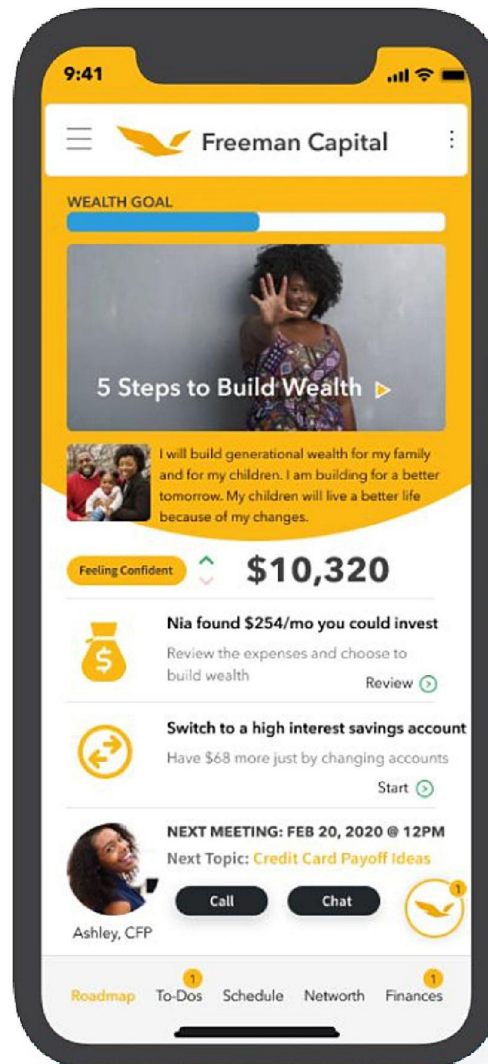 9:41
Freeman Capital
WEALTH GOAL
5 Steps to Build Wealth
I will build generational wealth for my family
and for my children. I am building for a better
tomorrow. My children will live a better life
because of my changes.
Feeling Confident
$10,320
Nia found $254/mo you could invest
$
Review the expenses and choose to
build wealth
Review
Switch to a high interest savings account
Have $68 more just by changing accounts
Start
NEXT MEETING: FEB 20, 2020 @ 12PM
Next Topic: Credit Card Payoff Ideas
Call Chat
1
Ashley, CFP
1 1
Roadmap To-Dos Schedule Networth Finances